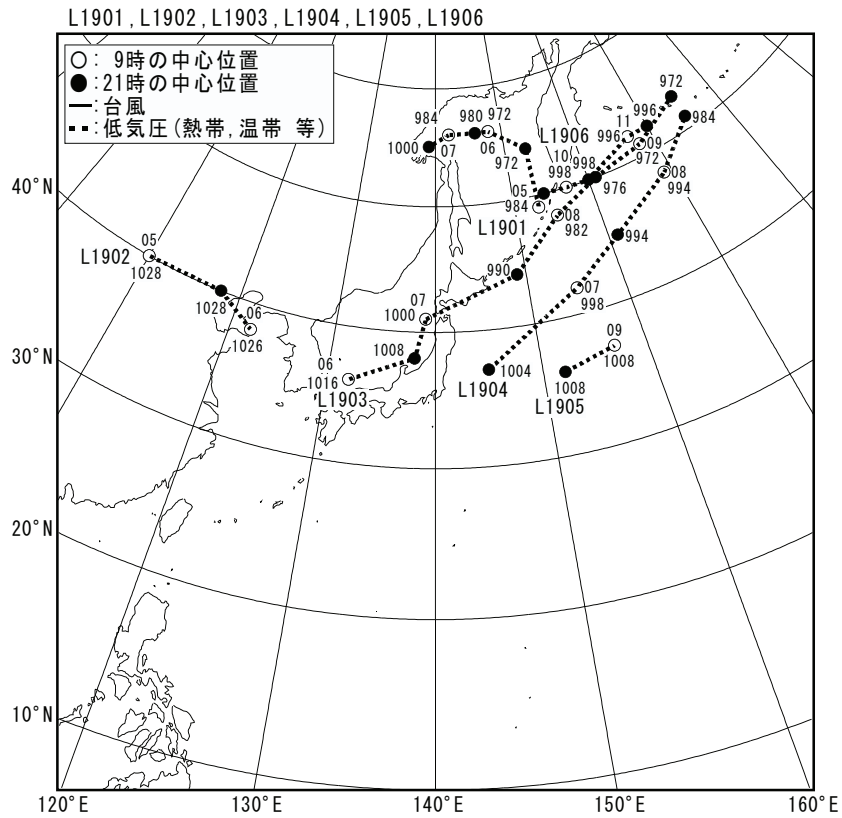 L1901,L1902,L1903,L1904,L1905,L1906
○: 9時の中心位置
●:21時の中心位置
━:台風
▪▪▪:低気圧(熱帯,温帯 等)
972
984 980 972
11 996 984
996
1000 07 06 L1906 09
972 10 998 972
998 976 08
994
40°N
05
984 08
L1901 982
994
05
L1902
1028
990
1028 07 07
06 1000 998
1026
09
1008 1008
30°N
06
1016 1004
L1903 L1904 1008
L1905
20°N
10°N
120°E 130°E 140°E 150°E 160°E